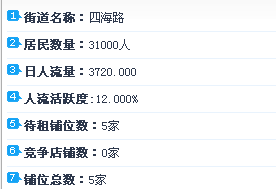 1 街道名称：四海路
2 居民数量：31000人
3 日人流量：3720.000
4 人流活跃度:12.000%
5 待租铺位数：5家
6 竞争店铺数：0家
7 铺位总数：5家